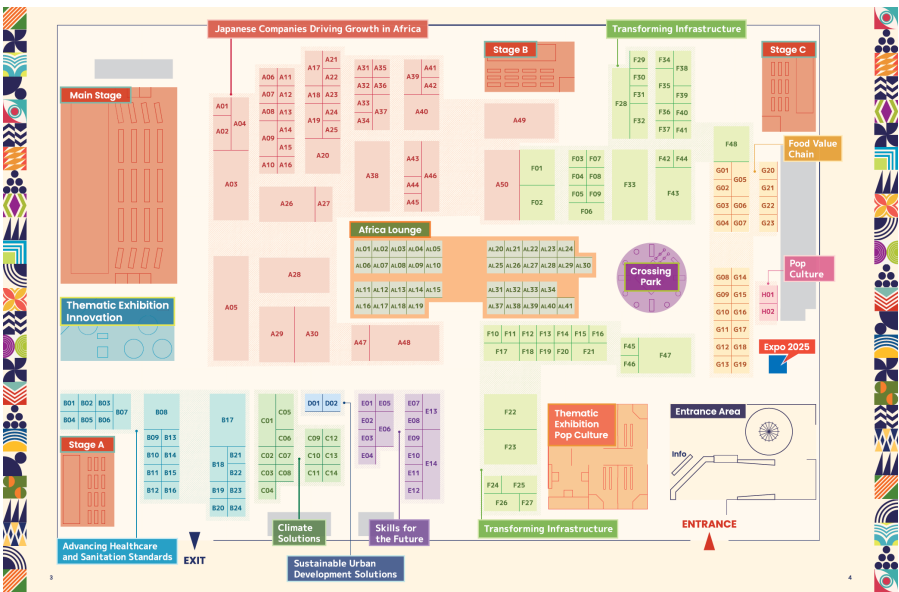 Japanese Companies Driving Growth in Africa
Transforming Infrastructure
Stage B
Stage C
Main Stage
A01
A02
A04
A03
A06 A11
A07 A12
A08 A13
A14
A09
A15
A10 A16
A17
A21
A22
A18 A23
A24
A19
A25
A20
A31 A35
A32 A36
A33
A37
A34
A39
A41
A42
A40
A38
A43
A44
A45
A46
A49
A50
A26 A27
A05
A28
A29 A30
A47 A48
F01
F02
F03 F07
F04 F08
F05 F09
F06
F28
F29
F30
F31
F32
F34
F38
F35
F39
F36 F40
F37 F41
F33
F42 F44
F43
F48
Food Value
Chain
G01
G05
G02
G03 G06
G04 G07
G20
G21
G22
G23
Africa Lounge
AL01 AL02 AL03 AL04 AL05
AL06 AL07 AL08 AL09 AL10
AL11 AL12 AL13 AL14 AL15
AL16 AL17 AL18 AL19
AL20 AL21 AL22 AL23 AL24
AL25 AL26 AL27 AL28 AL29 AL30
AL31 AL32 AL33 AL34
AL37 AL38 AL39 AL40 AL41
Crossing
Park
Pop
Culture
G08 G14
G09 G15
G10 G16
G11 G17
G12 G18
G13 G19
H01
H02
Expo 2025
Thematic Exhibition
Innovation
F10 F11 F12 F13 F14 F15 F16
F17 F18 F19 F20 F21
F45
F46
F47
B01 B02 B03
B04 B05 B06
B07
B08
B09 B13
B10 B14
B11 B15
B12 B16
B17
B18
B21
B22
B19 B23
B20 B24
C01
C05
C06
C02 C07
C03 C08
C04
D01 D02
C09 C12
C10 C13
C11 C14
E01 E05
E02
E06
E03
E04
E07
E13
E08
E09
E10
E14
E11
E12
F22
F23
F24 F25
F26 F27
Thematic
Exhibition
Pop Culture
Entrance Area
Info
Stage A
Advancing Healthcare
and Sanitation Standards
EXIT
Climate
Solutions
Skills for
the Future
Sustainable Urban
Development Solutions
Transforming Infrastructure
ENTRANCE
3
4